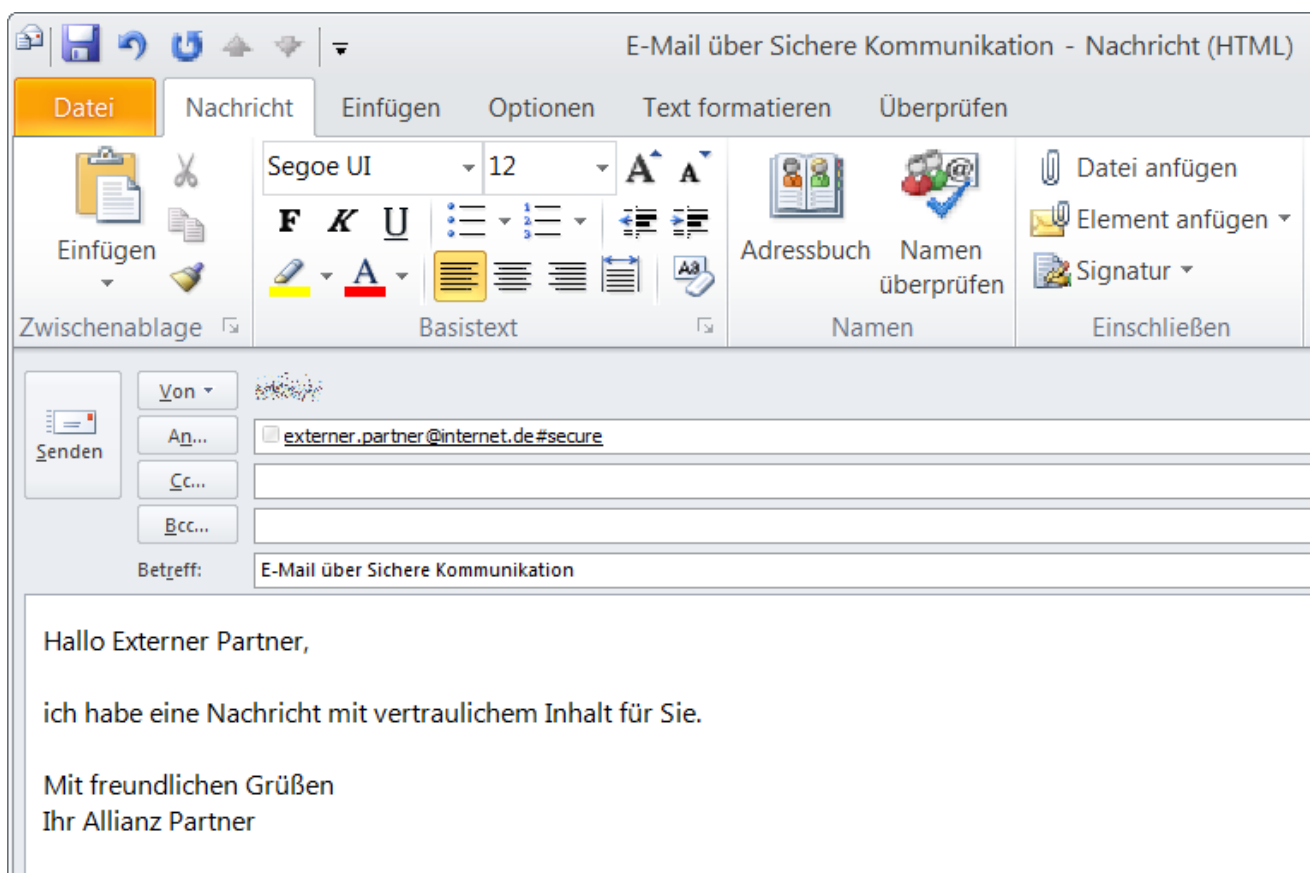 E-Mail über Sichere Kommunikation - Nachricht (HTML)
Datei Nachricht Einfügen Optionen Text formatieren Überprüfen
Segoe UI 12 A A
Datei anfügen
F K U
Element anfügen
Einfügen
Adressbuch
Namen überprüfen
A
Aa
Signatur
Zwischenablage Basistext Namen Einschließen
Senden
Von
An... externer.partner@internet.de#secure
Cc...
Bcc...
Betreff: E-Mail über Sichere Kommunikation
Hallo Externer Partner,
ich habe eine Nachricht mit vertraulichem Inhalt für Sie.
Mit freundlichen Grüßen
Ihr Allianz Partner